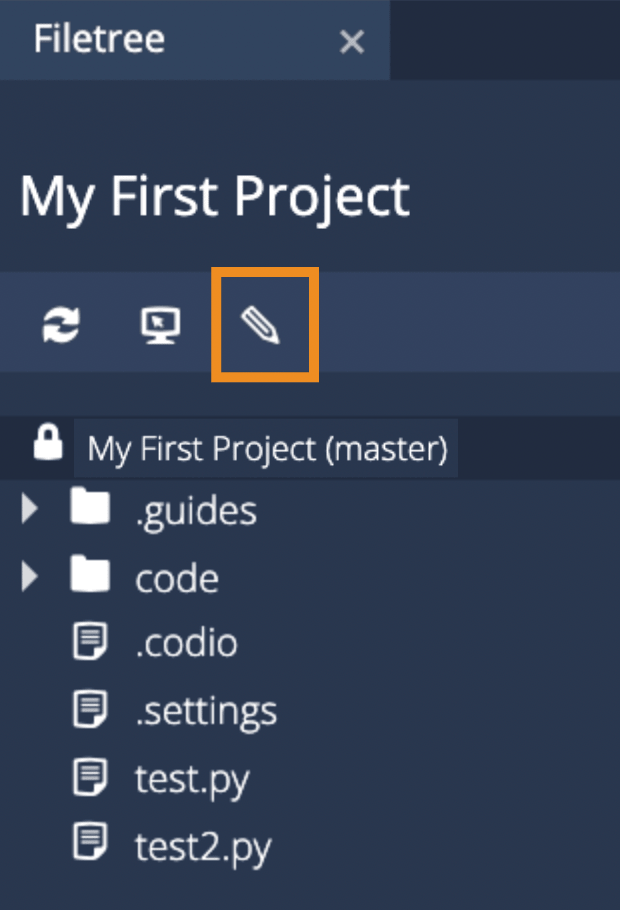 Filetree
My First Project
My First Project (master)
.guides
code
.codio
.settings
test.py
test2.py